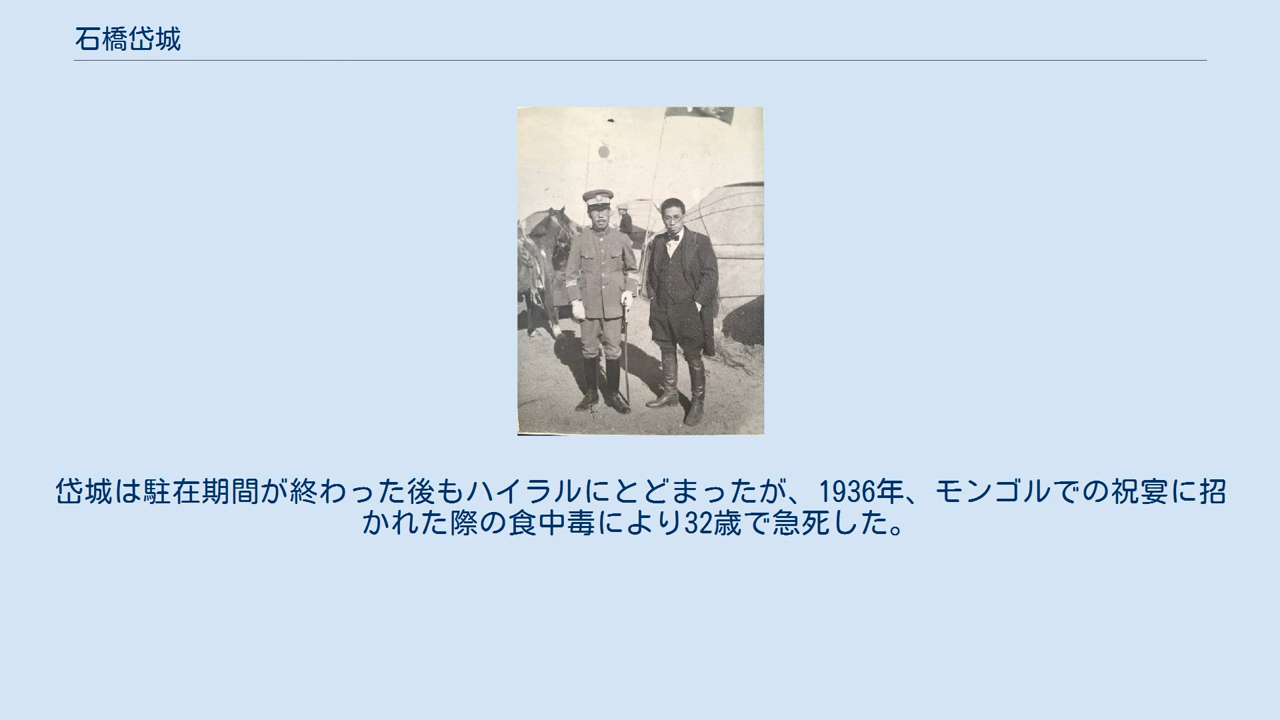 石橋岱城
岱城は駐在期間が終わった後もハイラルにとどまったが、1936年、モンゴルでの祝宴に招
かれた際の食中毒により32歳で急死した。